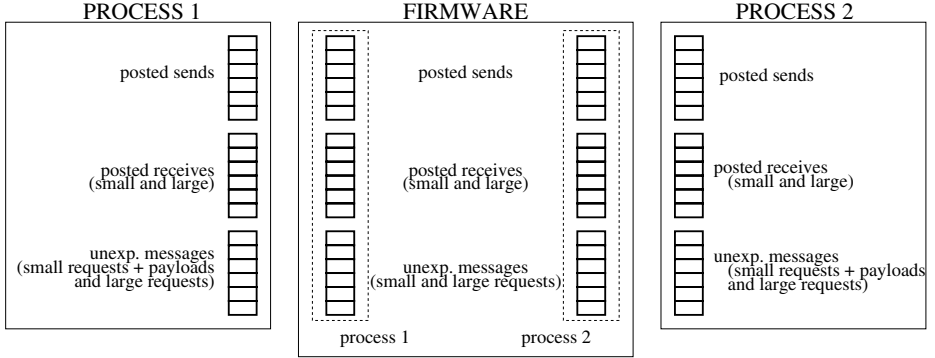 PROCESS 1
posted sends
posted receives
(small and large)
unexp. messages
(small requests + payloads
and large requests)
FIRMWARE
posted sends
posted receives
(small and large)
unexp. messages
(small and large requests)
process 1
process 2
PROCESS 2
posted sends
posted receives
(small and large)
unexp. messages
(small requests + payloads
and large requests)